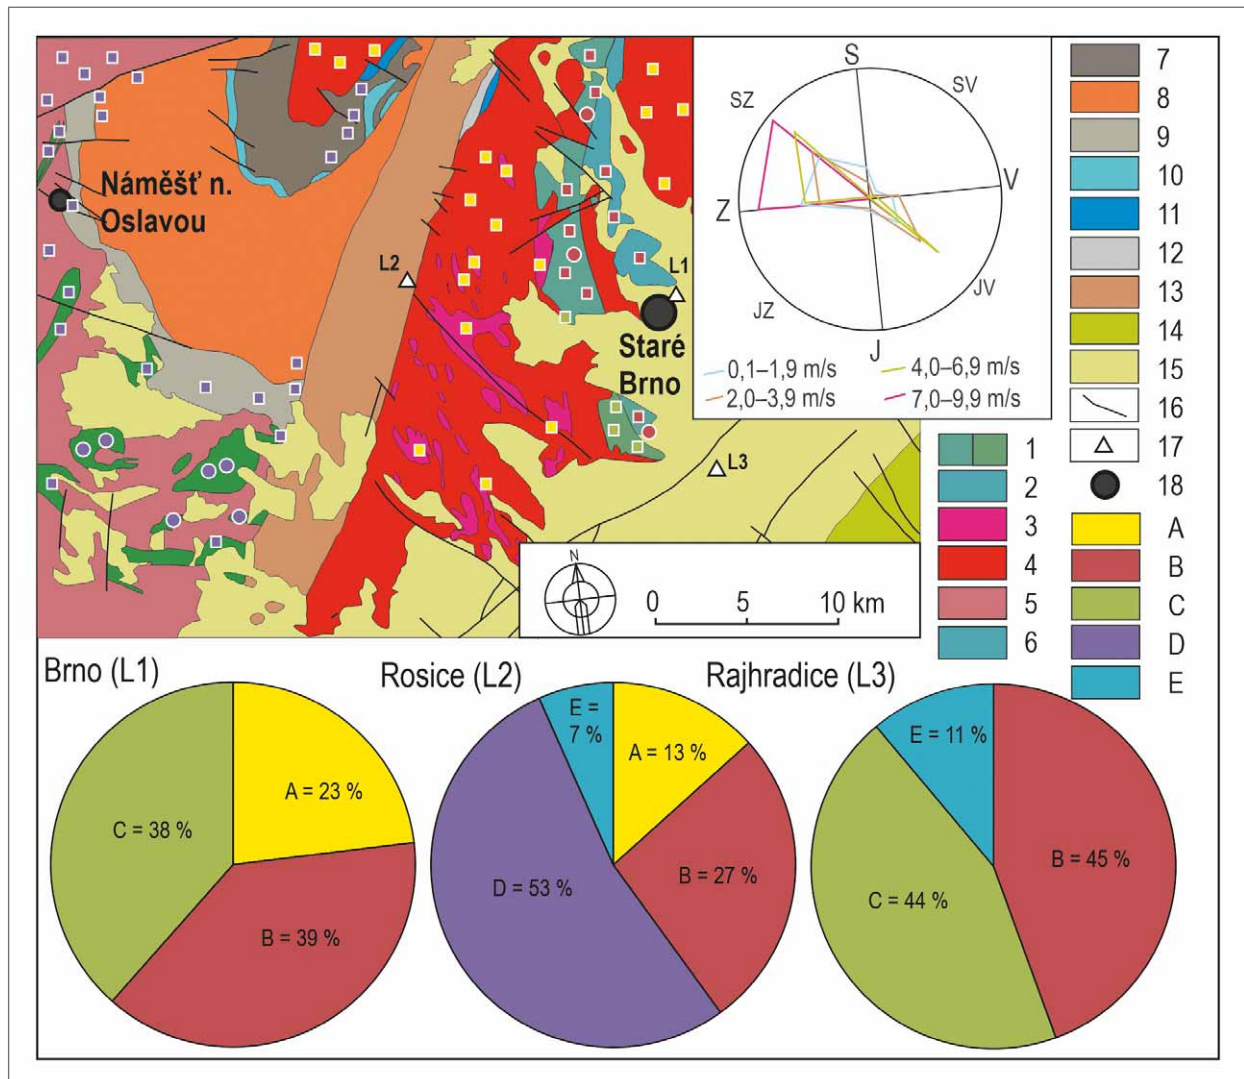 Náměšť n.
Oslavou
L2
L1
Staré
Brno
L3
S
SV
V
JV
J
JZ
Z
SZ
0,1–1,9 m/s
2,0–3,9 m/s
4,0–6,9 m/s
7,0–9,9 m/s
N
0 5 10 km
1
2
3
4
5
6
7
8
9
10
11
12
13
14
15
16
17
18
A
B
C
D
E
Brno (L1)
A = 23 %
B = 39 %
C = 38 %
Rosice (L2)
E =
7 %
A = 13 %
B = 27 %
D = 53 %
Rajhradice (L3)
E = 11 %
B = 45 %
C = 44 %